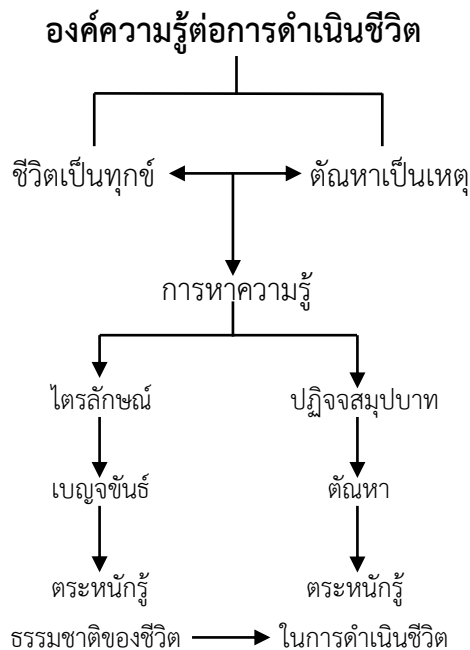 องค์ความรู้ต่อการดำเนินชีวิต
ชีวิตเป็นทุกข์ ตัณหาเป็นเหตุ
การหาความรู้
ไตรลักษณ์ ปฏิจจสมุปบาท
เบญจขันธ์ ตัณหา
ตระหนักรู้ ตระหนักรู้
ธรรมชาติของชีวิต ในการดำเนินชีวิต